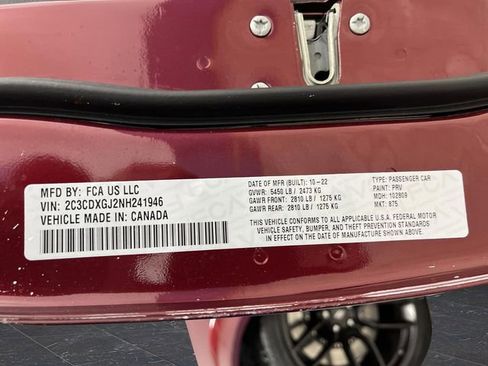 MFD BY: FCA US LLC
VIN: 2C3CDXGJ2NH241946
VEHICLE MADE IN: CANADA
DATE OF MFR (BUILT): 10-22
GVWR: 5450 LB / 2473 KG
GAWR FRONT: 2810 LB / 1275 KG
GAWR REAR: 2810 LB / 1275 KG
TYPE: PASSENGER CAR
PAINT: PRV
MDH: 102809
MKT: 875
THIS VEHICLE CONFORMS TO ALL APPLICABLE U.S.A. FEDERAL MOTOR
VEHICLE SAFETY, BUMPER, AND THEFT PREVENTION STANDARDS
IN EFFECT ON THE DATE OF MANUFACTURE SHOWN ABOVE.